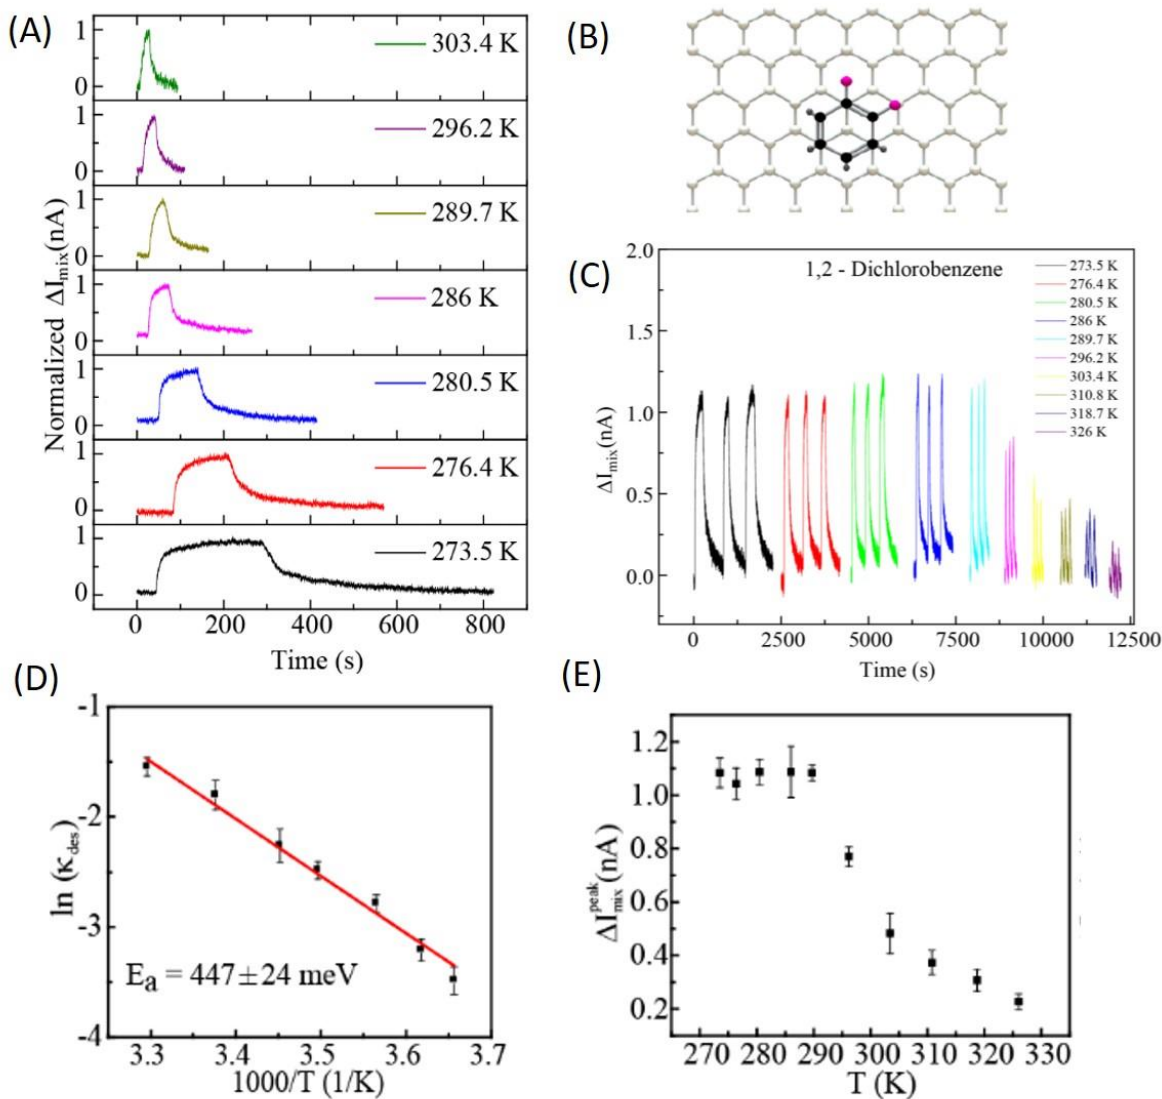 (A)
303.4 K
1
0
296.2 K
1
0
289.7 K
1
0
286 K
1
0
280.5 K
1
0
276.4 K
1
0
273.5 K
1
0
Normalized ΔI_mix(nA)
0 200 400 600 800
Time (s)
(B)
(C)
1,2 - Dichlorobenzene
273.5 K
276.4 K
280.5 K
286 K
289.7 K
296.2 K
303.4 K
310.8 K
318.7 K
326 K
2.0
1.5
1.0
0.5
0.0
ΔI_mix(nA)
0 2500 5000 7500 10000 12500
Time (s)
(D)
-1
-2
-3
-4
ln (κ_des)
E_a = 447±24 meV
3.3 3.4 3.5 3.6 3.7
1000/T (1/K)
(E)
1.2
1.0
0.8
0.6
0.4
0.2
ΔI_mix^peak(nA)
270 280 290 300 310 320 330
T (K)